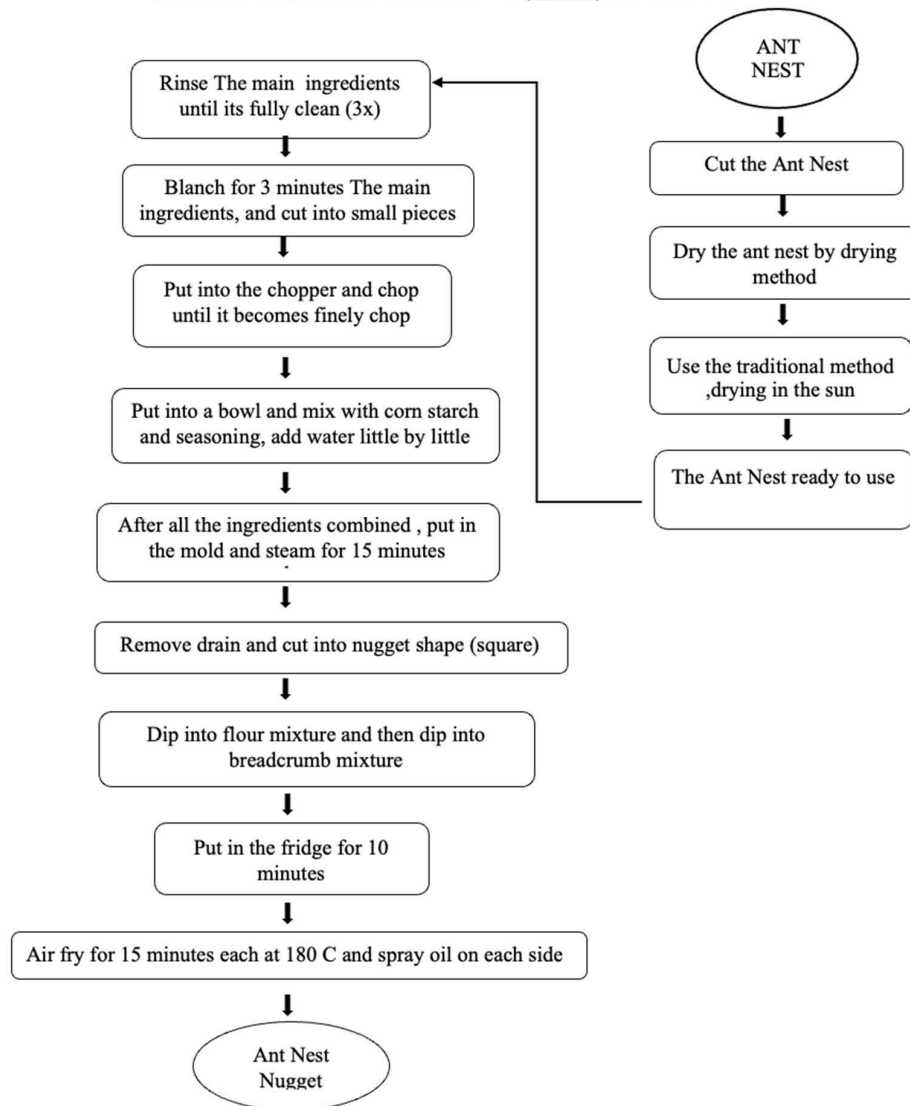 ANT
NEST
Cut the Ant Nest
Dry the ant nest by drying
method
Use the traditional method
,drying in the sun
The Ant Nest ready to use
Rinse The main ingredients
until its fully clean (3x)
Blanch for 3 minutes The main
ingredients, and cut into small pieces
Put into the chopper and chop
until it becomes finely chop
Put into a bowl and mix with corn starch
and seasoning, add water little by little
After all the ingredients combined , put in
the mold and steam for 15 minutes
Remove drain and cut into nugget shape (square)
Dip into flour mixture and then dip into
breadcrumb mixture
Put in the fridge for 10
minutes
Air fry for 15 minutes each at 180 C and spray oil on each side
Ant Nest
Nugget